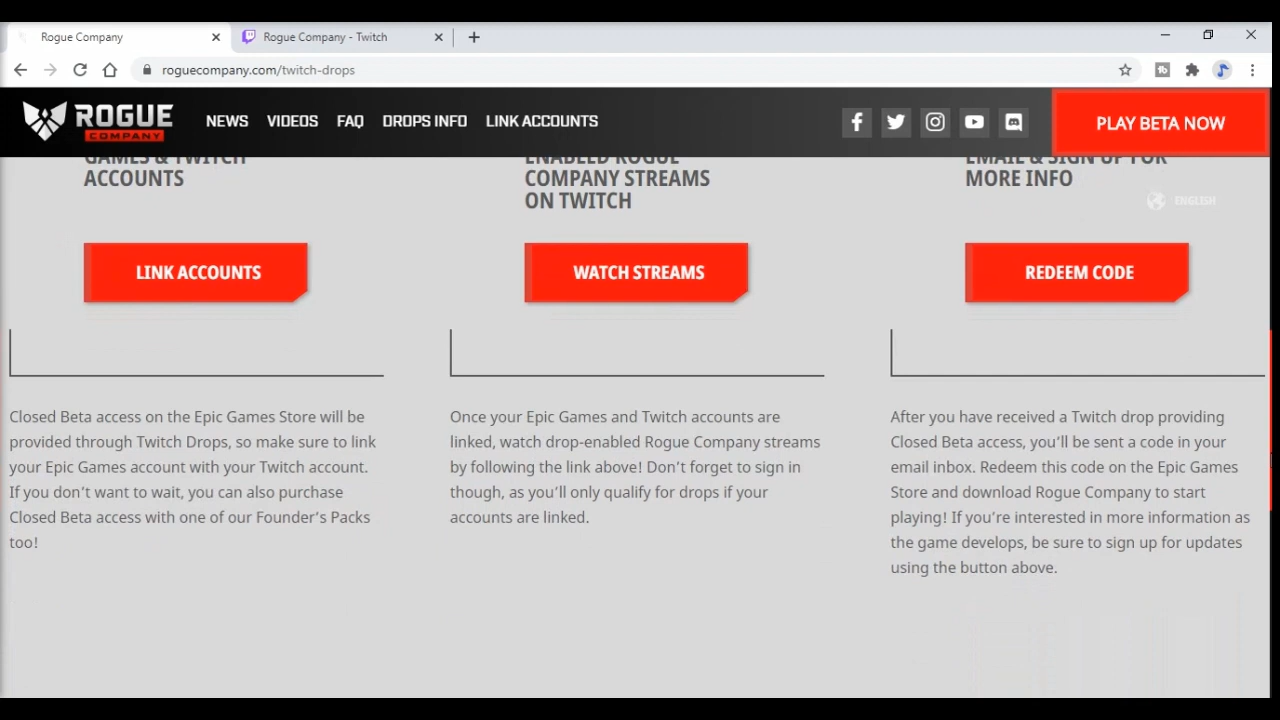 Rogue Company
Rogue Company - Twitch
roguecompany.com/twitch-drops
ROGUE
COMPANY
NEWS VIDEOS FAQ DROPS INFO LINK ACCOUNTS
PLAY BETA NOW
ENGLISH
GAMES & TWITCH
ACCOUNTS
LINK ACCOUNTS
Closed Beta access on the Epic Games Store will be
provided through Twitch Drops, so make sure to link
your Epic Games account with your Twitch account.
If you don't want to wait, you can also purchase
Closed Beta access with one of our Founder's Packs
too!
ENABLED ROGUE
COMPANY STREAMS
ON TWITCH
WATCH STREAMS
Once your Epic Games and Twitch accounts are
linked, watch drop-enabled Rogue Company streams
by following the link above! Don't forget to sign in
though, as you'll only qualify for drops if your
accounts are linked.
EMAIL & SIGN UP FOR
MORE INFO
REDEEM CODE
After you have received a Twitch drop providing
Closed Beta access, you'll be sent a code in your
email inbox. Redeem this code on the Epic Games
Store and download Rogue Company to start
playing! If you're interested in more information as
the game develops, be sure to sign up for updates
using the button above.